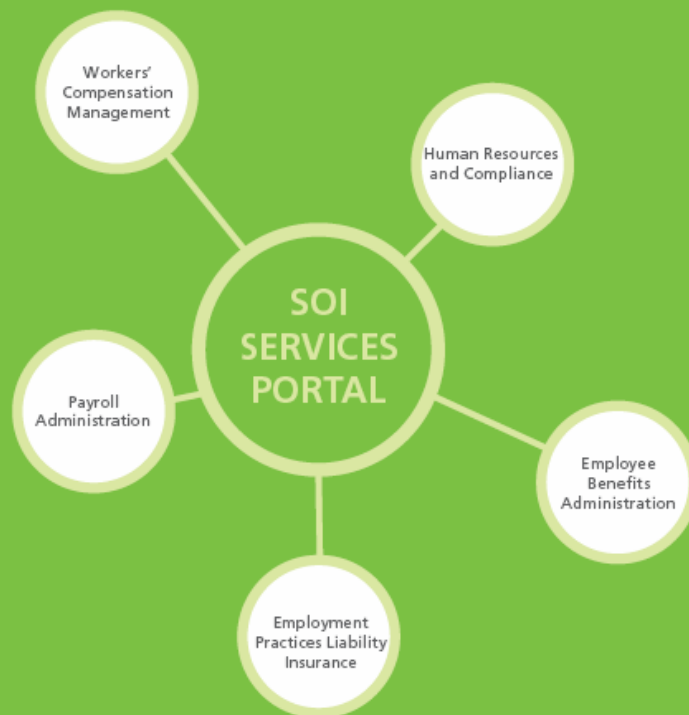 Workers’
Compensation
Management
Human Resources
and Compliance
SOI
SERVICES
PORTAL
Payroll
Administration
Employee
Benefits
Administration
Employment
Practices Liability
Insurance